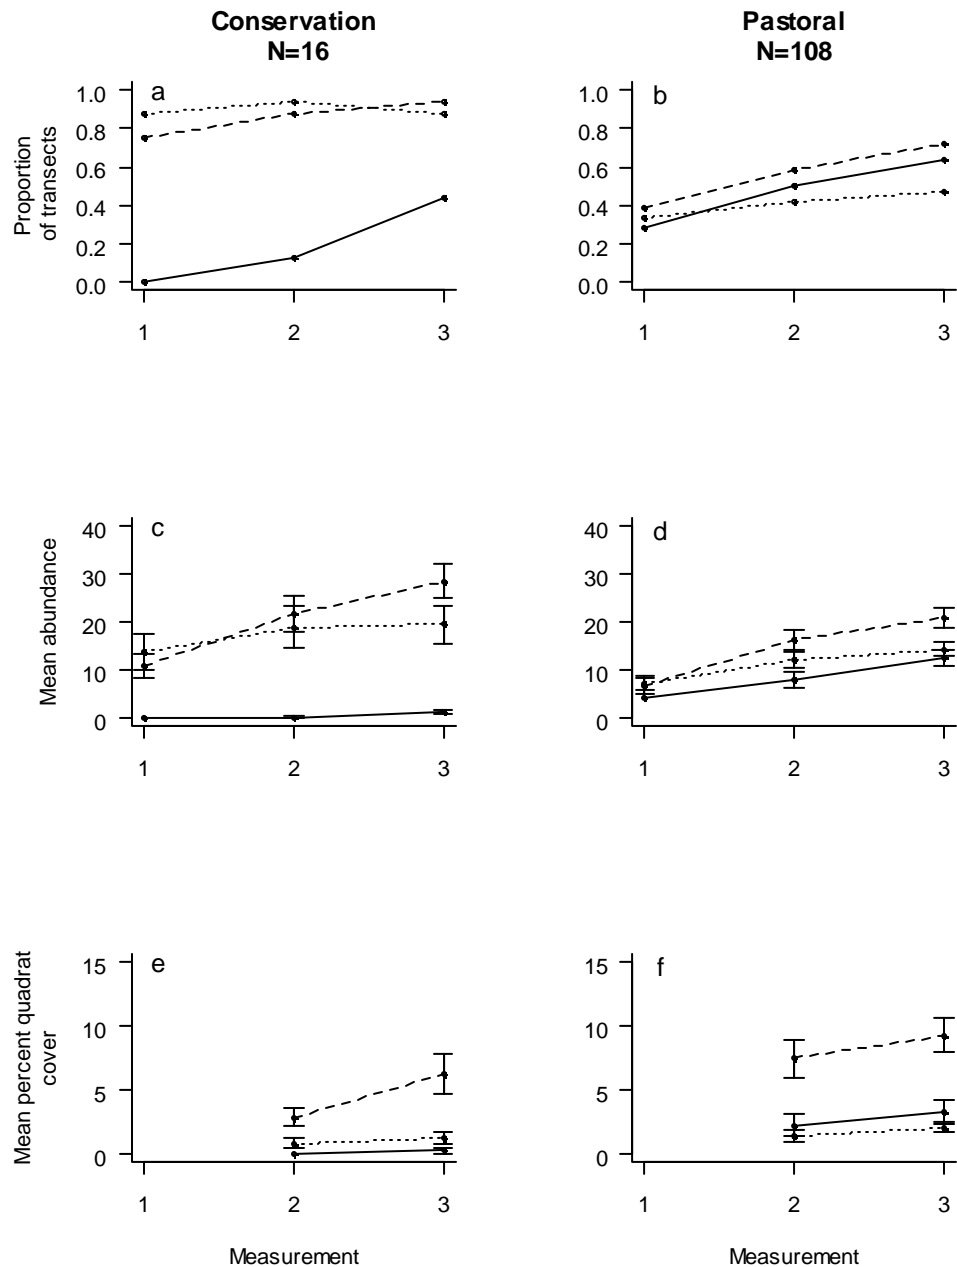 Conservation
N=16
Pastoral
N=108
Proportion
of transects
a
1.0
0.8
0.6
0.4
0.2
0.0
1 2 3
b
1.0
0.8
0.6
0.4
0.2
0.0
1 2 3
Mean abundance
c
40
30
20
10
0
1 2 3
d
40
30
20
10
0
1 2 3
Mean percent quadrat
cover
e
15
10
5
0
1 2 3
Measurement
f
15
10
5
0
1 2 3
Measurement